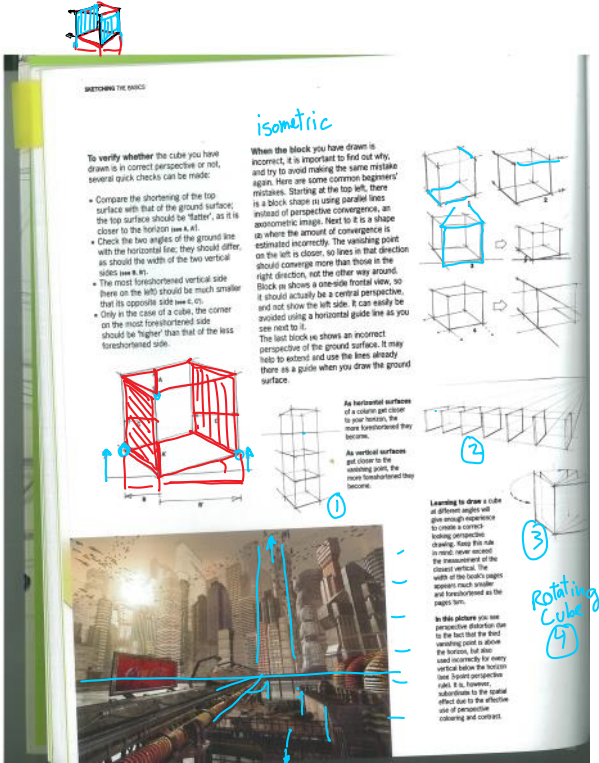 SKETCHING THE BASICS
isometric
To verify whether the cube you have
drawn is in correct perspective or not,
several quick checks can be made:
• Compare the shortening of the top
surface with that of the ground surface;
the top surface should be 'flatter', as it is
closer to the horizon (see A, A').
• Check the two angles of the ground line
with the horizontal line; they should differ,
as should the width of the two vertical
sides (see B, B').
• The most foreshortened vertical side
(here on the left) should be much smaller
that its opposite side (see C, C').
• Only in the case of a cube, the corner
on the most foreshortened side
should be 'higher' than that of the less
foreshortened side.
When the block you have drawn is
incorrect, it is important to find out why,
and try to avoid making the same mistake
again. Here are some common beginners'
mistakes. Starting at the top left, there
is a block shape (1) using parallel lines
instead of perspective convergence, an
axonometric image. Next to it is a shape
(2) where the amount of convergence is
estimated incorrectly. The vanishing point
on the left is closer, so lines in that direction
should converge more than those in the
right direction, not the other way around.
Block (3) shows a one-side frontal view, so
it should actually be a central perspective,
and not show the left side. It can easily be
avoided using a horizontal guide line as you
see next to it.
The last block (4) shows an incorrect
perspective of the ground surface. It may
help to extend and use the lines already
there as a guide when you draw the ground
surface.
1
2
3
4
A
A'
C
B
B'
As horizontal surfaces
of a column get closer
to your horizon, the
more foreshortened they
become.
As vertical surfaces
get closer to the
vanishing point, the
more foreshortened they
become.
1
2
3
Learning to draw a cube
at different angles will
give enough experience
to create a correct-
looking perspective
drawing. Keep this rule
in mind: never exceed
the measurement of the
closest vertical. The
width of the book's pages
appears much smaller
and foreshortened as the
pages turn.
Rotating
Cube
4
In this picture you see
perspective distortion due
to the fact that the third
vanishing point is above
the horizon, but also
used incorrectly for every
vertical below the horizon
(see 3-point perspective
rule). It is, however,
subordinate to the spatial
effect due to the effective
use of perspective
colouring and contrast.